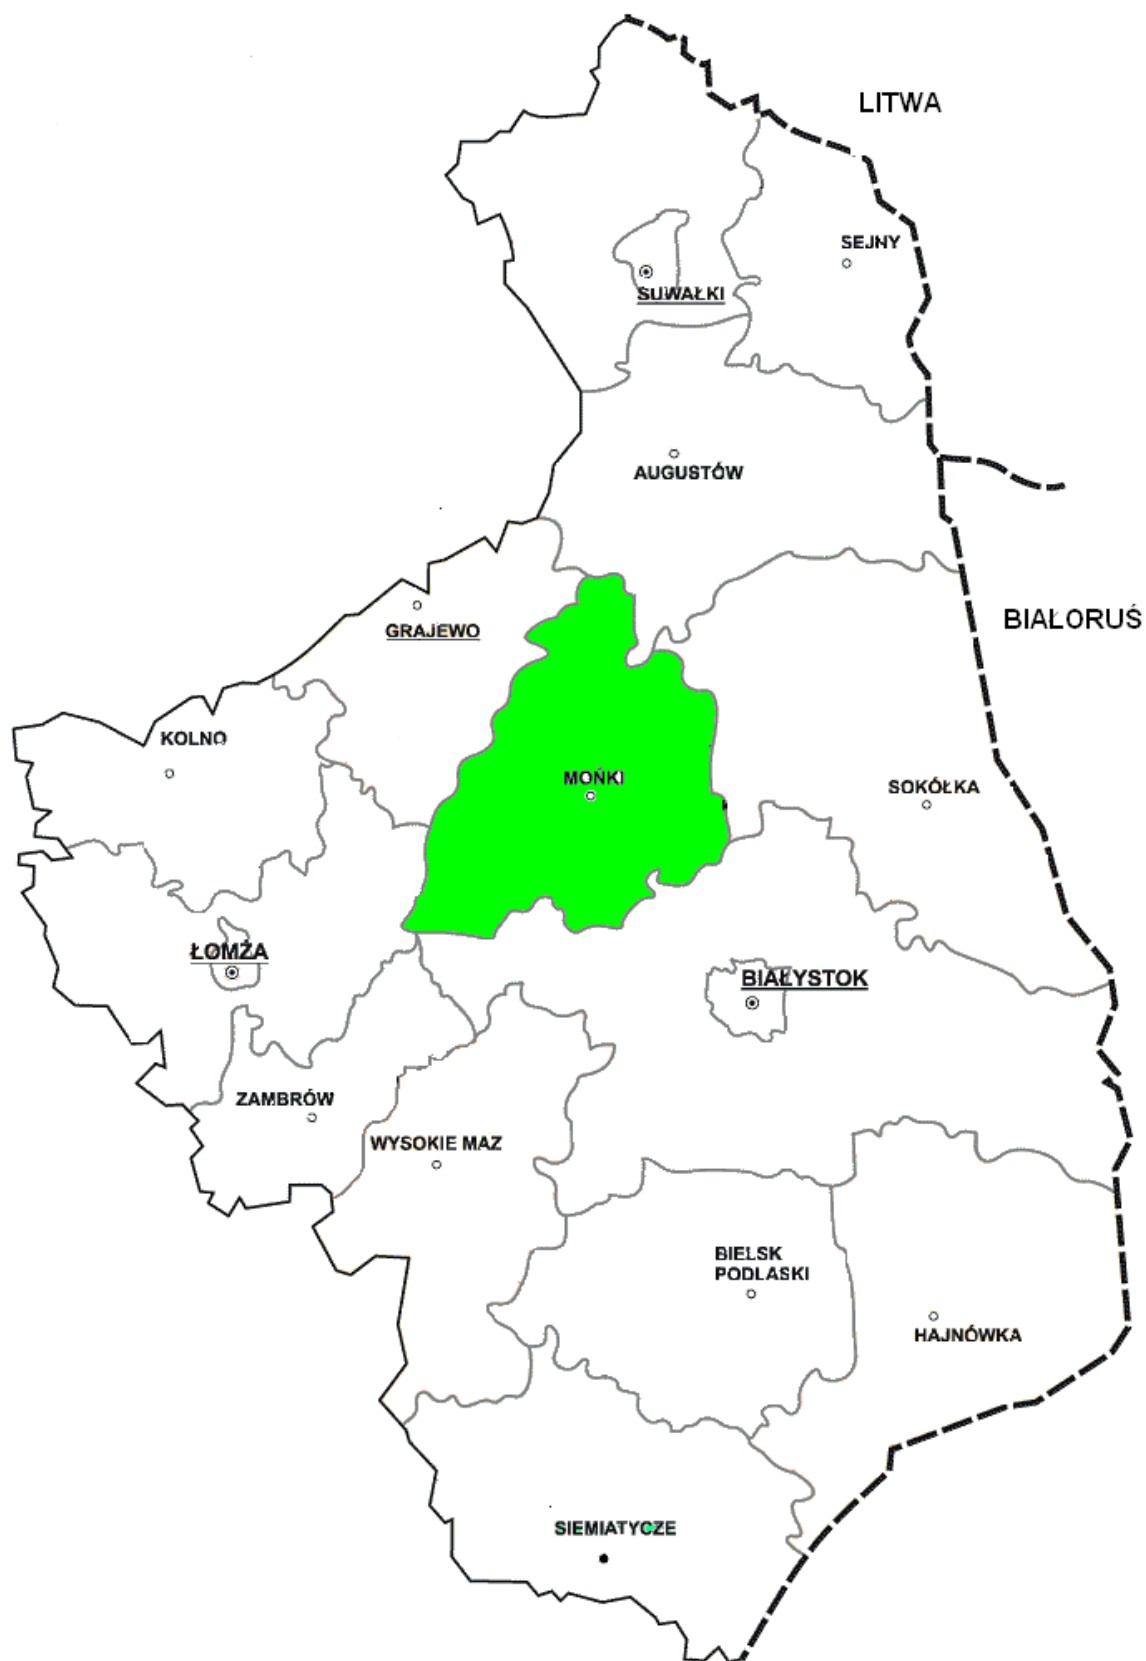 LITWA
SEJNY
SUWAŁKI
AUGUSTÓW
BIAŁORUŚ
GRAJEWO
KOLNO
MOŃKI
SOKÓŁKA
ŁOMŻA
BIAŁYSTOK
ZAMBRÓW
WYSOKIE MAZ
BIELSK
PODLASKI
HAJNÓWKA
SIEMIATYCZE